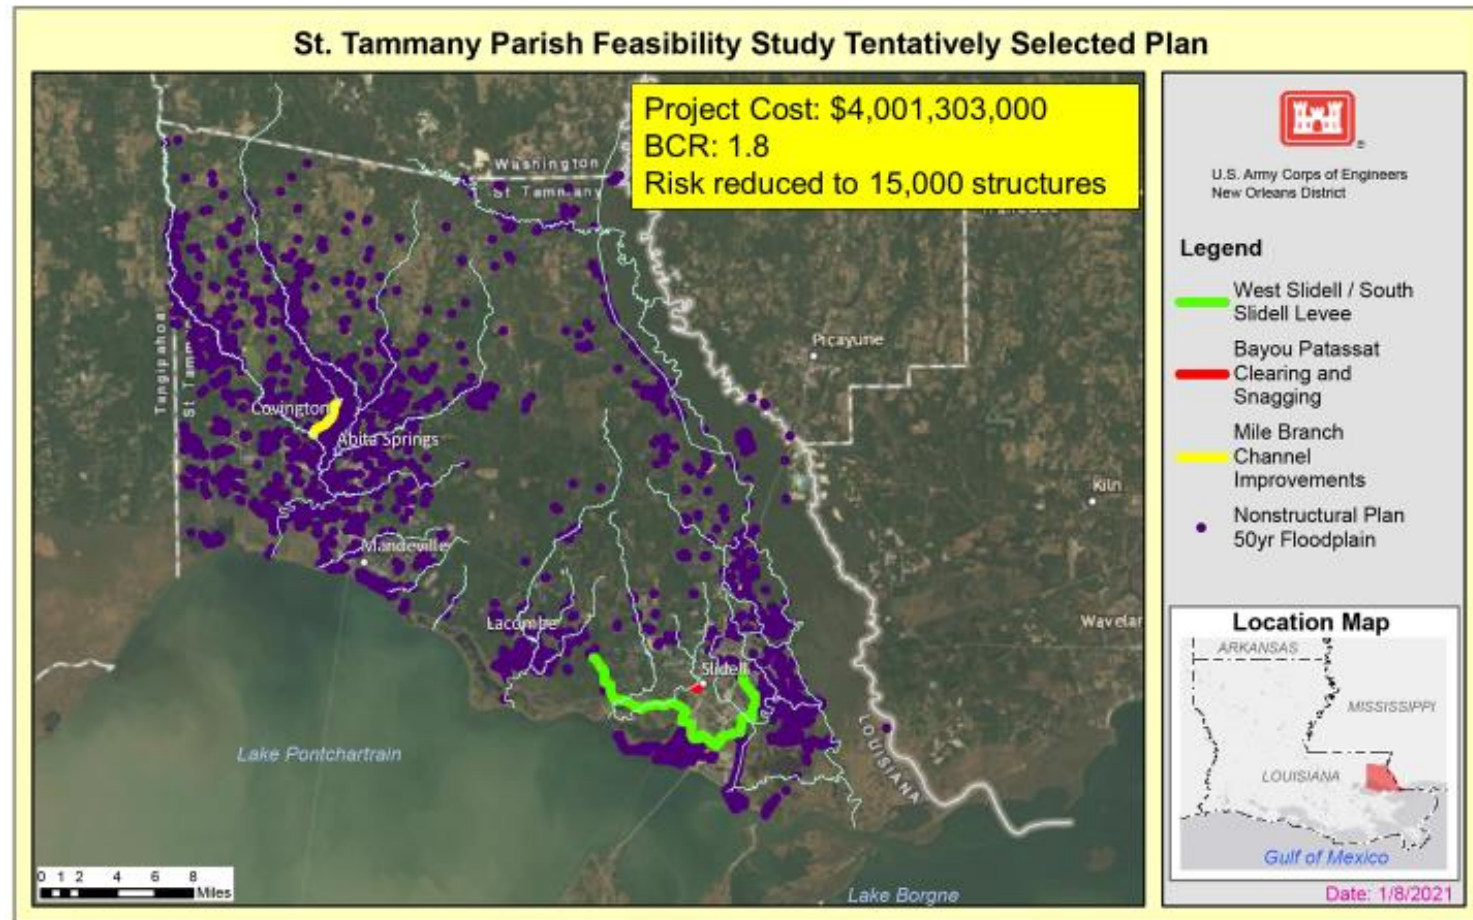 St. Tammany Parish Feasibility Study Tentatively Selected Plan
Project Cost: $4,001,303,000
BCR: 1.8
Risk reduced to 15,000 structures
Washington
St Tammany
Tangipahoa
St Tamm
Picayune
Covington
Abita Springs
Kiln
Mandeville
Lacombe
Slidell
Wavelan
LOUISIANA
Lake Pontchartrain
Lake Borgne
0 1 2 4 6 8
Miles
U.S. Army Corps of Engineers
New Orleans District
Legend
West Slidell / South
Slidell Levee
Bayou Patassat
Clearing and
Snagging
Mile Branch
Channel
Improvements
Nonstructural Plan
50yr Floodplain
Location Map
ARKANSAS
MISSISSIPPI
LOUISIANA
Gulf of Mexico
Date: 1/8/2021